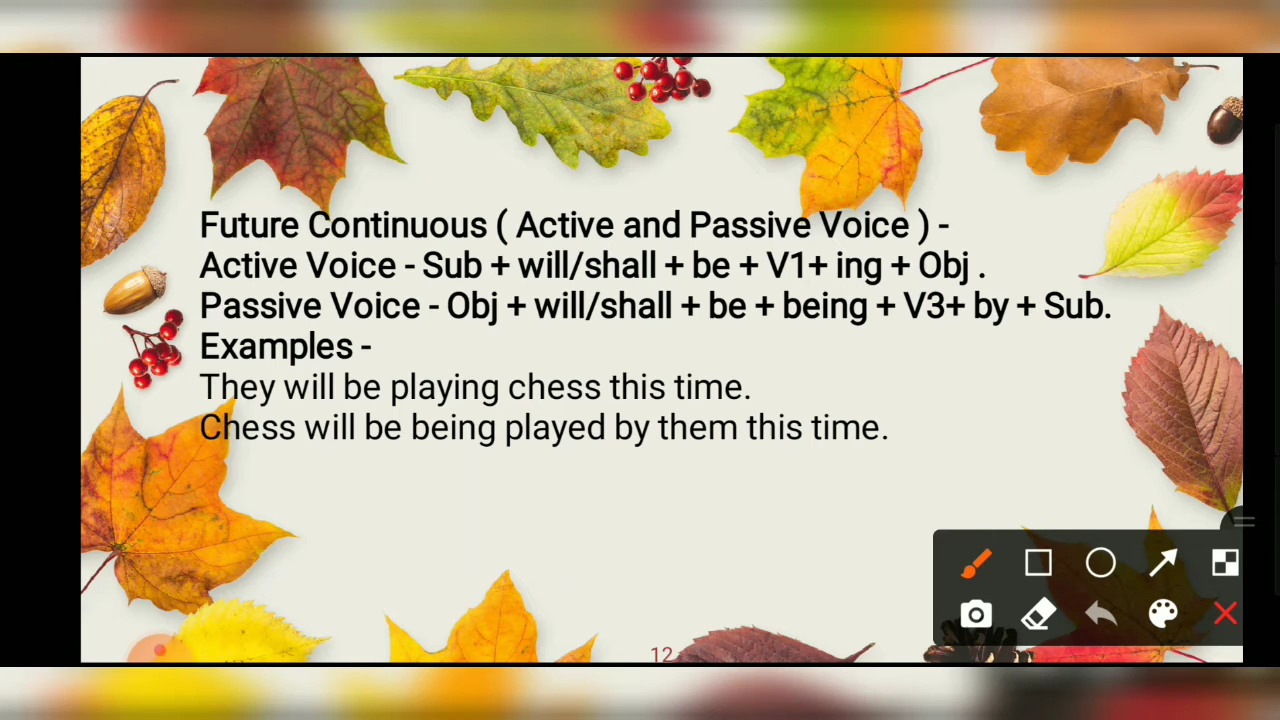 Future Continuous ( Active and Passive Voice ) -
Active Voice - Sub + will/shall + be + V1+ ing + Obj .
Passive Voice - Obj + will/shall + be + being + V3+ by + Sub.
Examples -
They will be playing chess this time.
Chess will be being played by them this time.
12